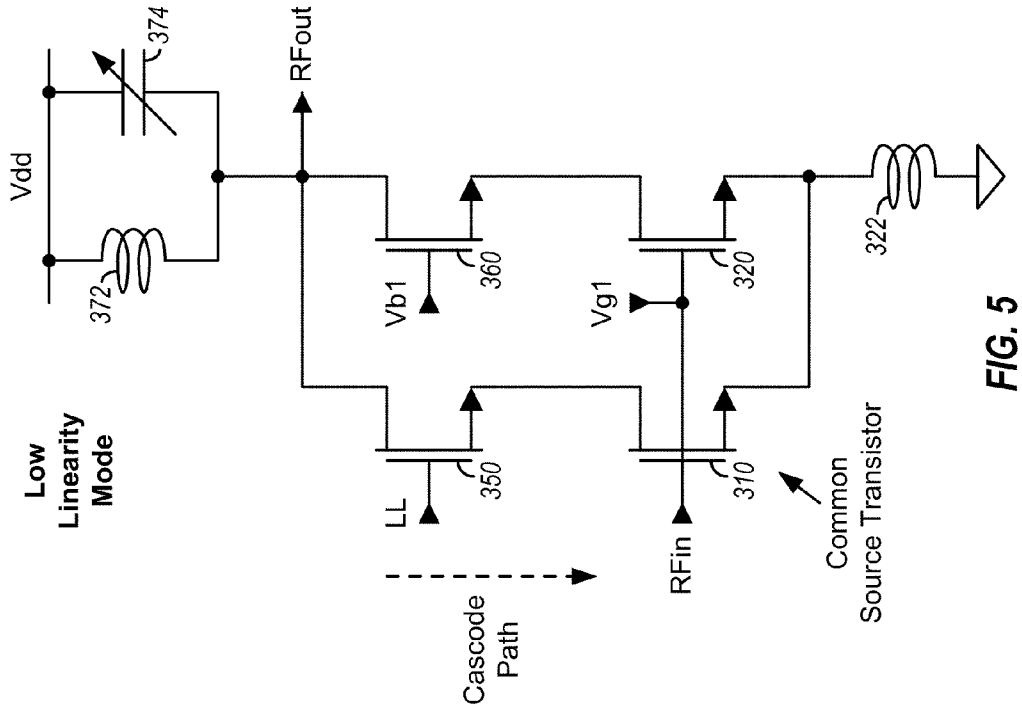 Low
Linearity
Mode
Vdd
372
374
RFout
LL
350
Vb1
360
Cascode
Path
Vg1
RFin
310
320
Common
Source Transistor
322
FIG. 5